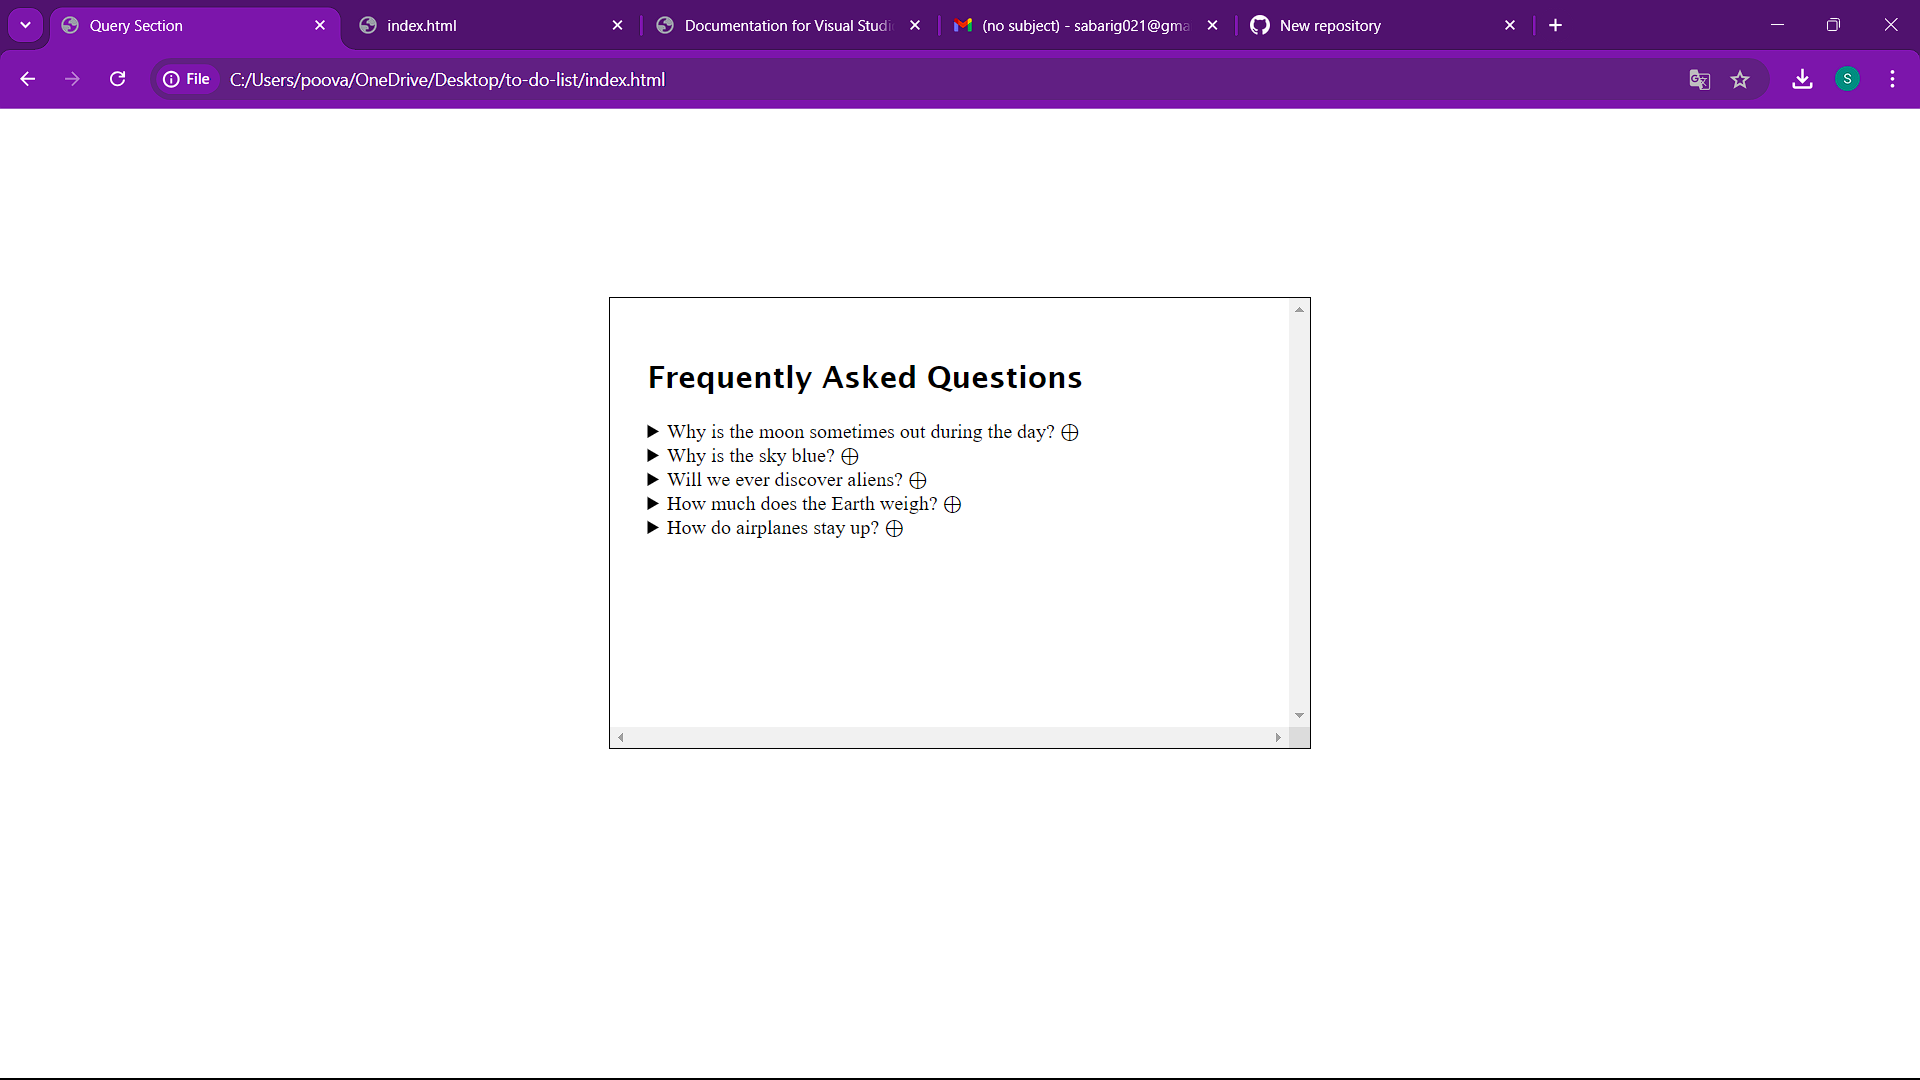 Query Section
index.html
Documentation for Visual Studi
(no subject) - sabarig021@gma
New repository
File
C:/Users/poova/OneDrive/Desktop/to-do-list/index.html
S
Frequently Asked Questions
▶ Why is the moon sometimes out during the day? ⨁
▶ Why is the sky blue? ⨁
▶ Will we ever discover aliens? ⨁
▶ How much does the Earth weigh? ⨁
▶ How do airplanes stay up? ⨁